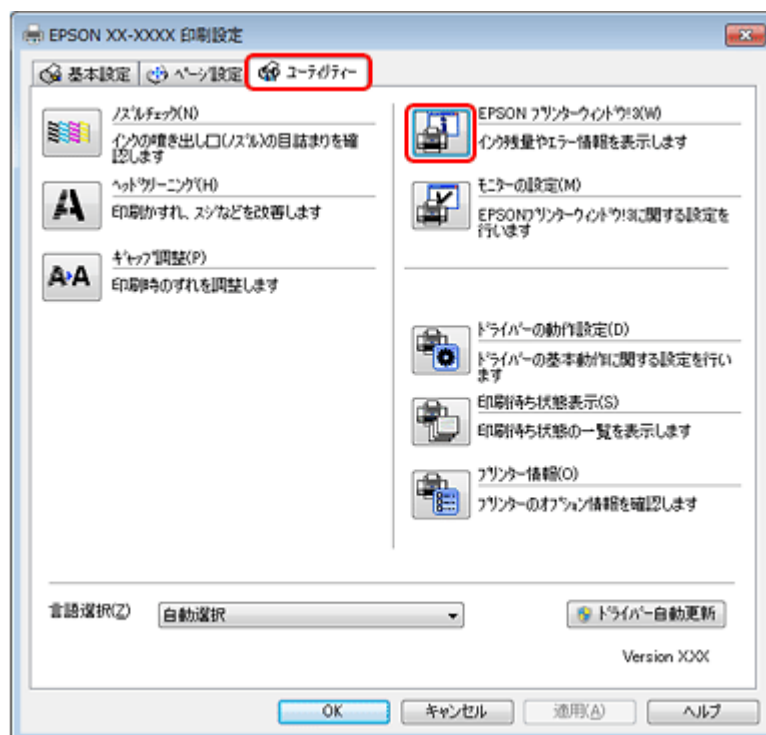 EPSON XX-XXXX 印刷設定
基本設定
ページ設定
ユーティリティー
ノズルチェック(N)
インクの噴き出し口(ノズル)の目詰まりを確
認します
ヘッドクリーニング(H)
印刷かすれ、スジなどを改善します
ギャップ調整(P)
印刷時のずれを調整します
EPSON プリンターウィンドウ!3(W)
インク残量やエラー情報を表示します
モニターの設定(M)
EPSONプリンターウィンドウ!3に関する設定を
行います
ドライバーの動作設定(D)
ドライバーの基本動作に関する設定を行い
ます
印刷待ち状態表示(S)
印刷待ち状態の一覧を表示します
プリンター情報(O)
プリンターのオプション情報を確認します
言語選択(Z)
自動選択
ドライバー自動更新
Version X.XX
OK
キャンセル
適用(A)
ヘルプ